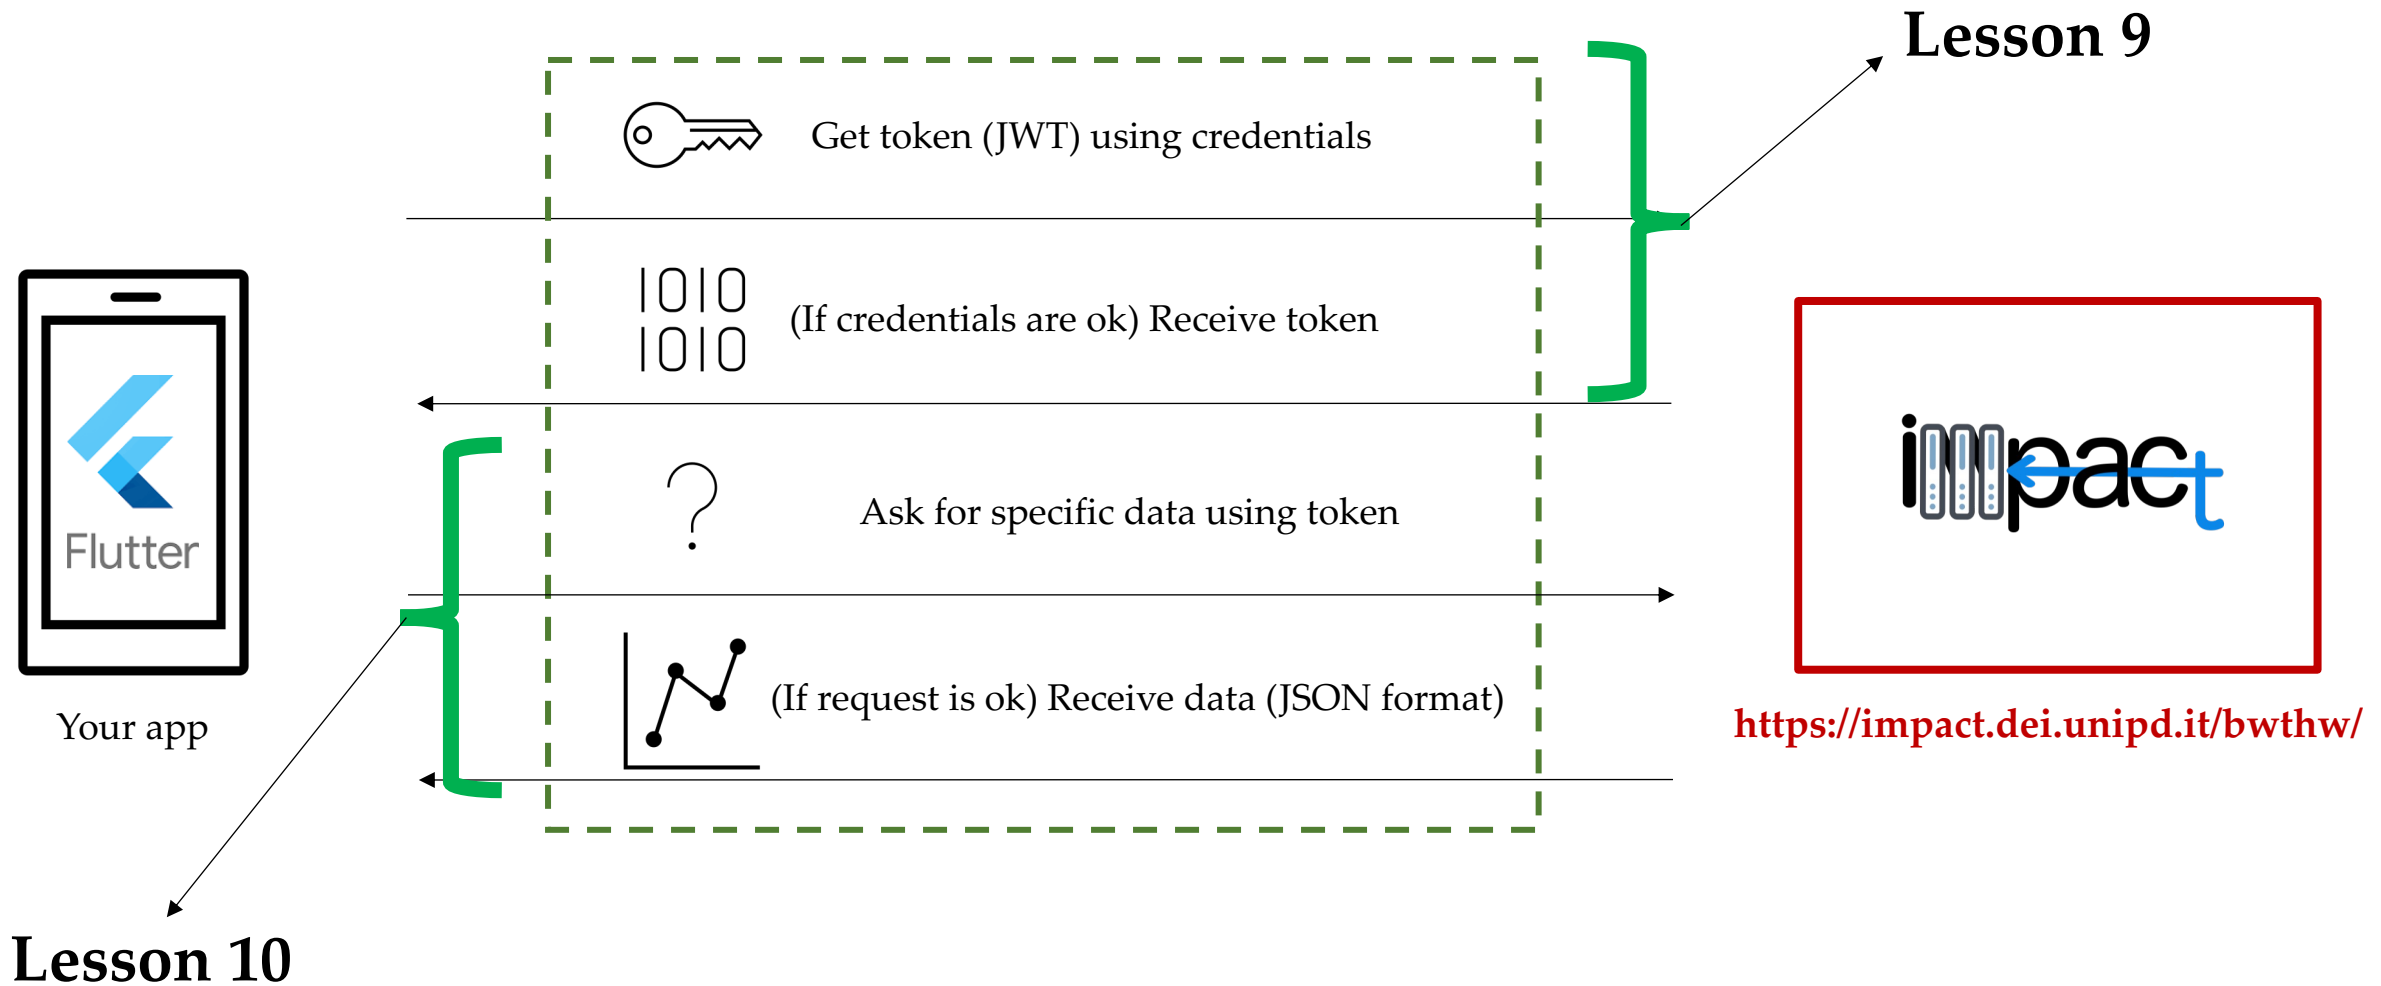 Lesson 9
Get token (JWT) using credentials
1010
1010
(If credentials are ok) Receive token
Flutter
Your app
impact
https://impact.dei.unipd.it/bwthw/
Ask for specific data using token
?
(If request is ok) Receive data (JSON format)
Lesson 10